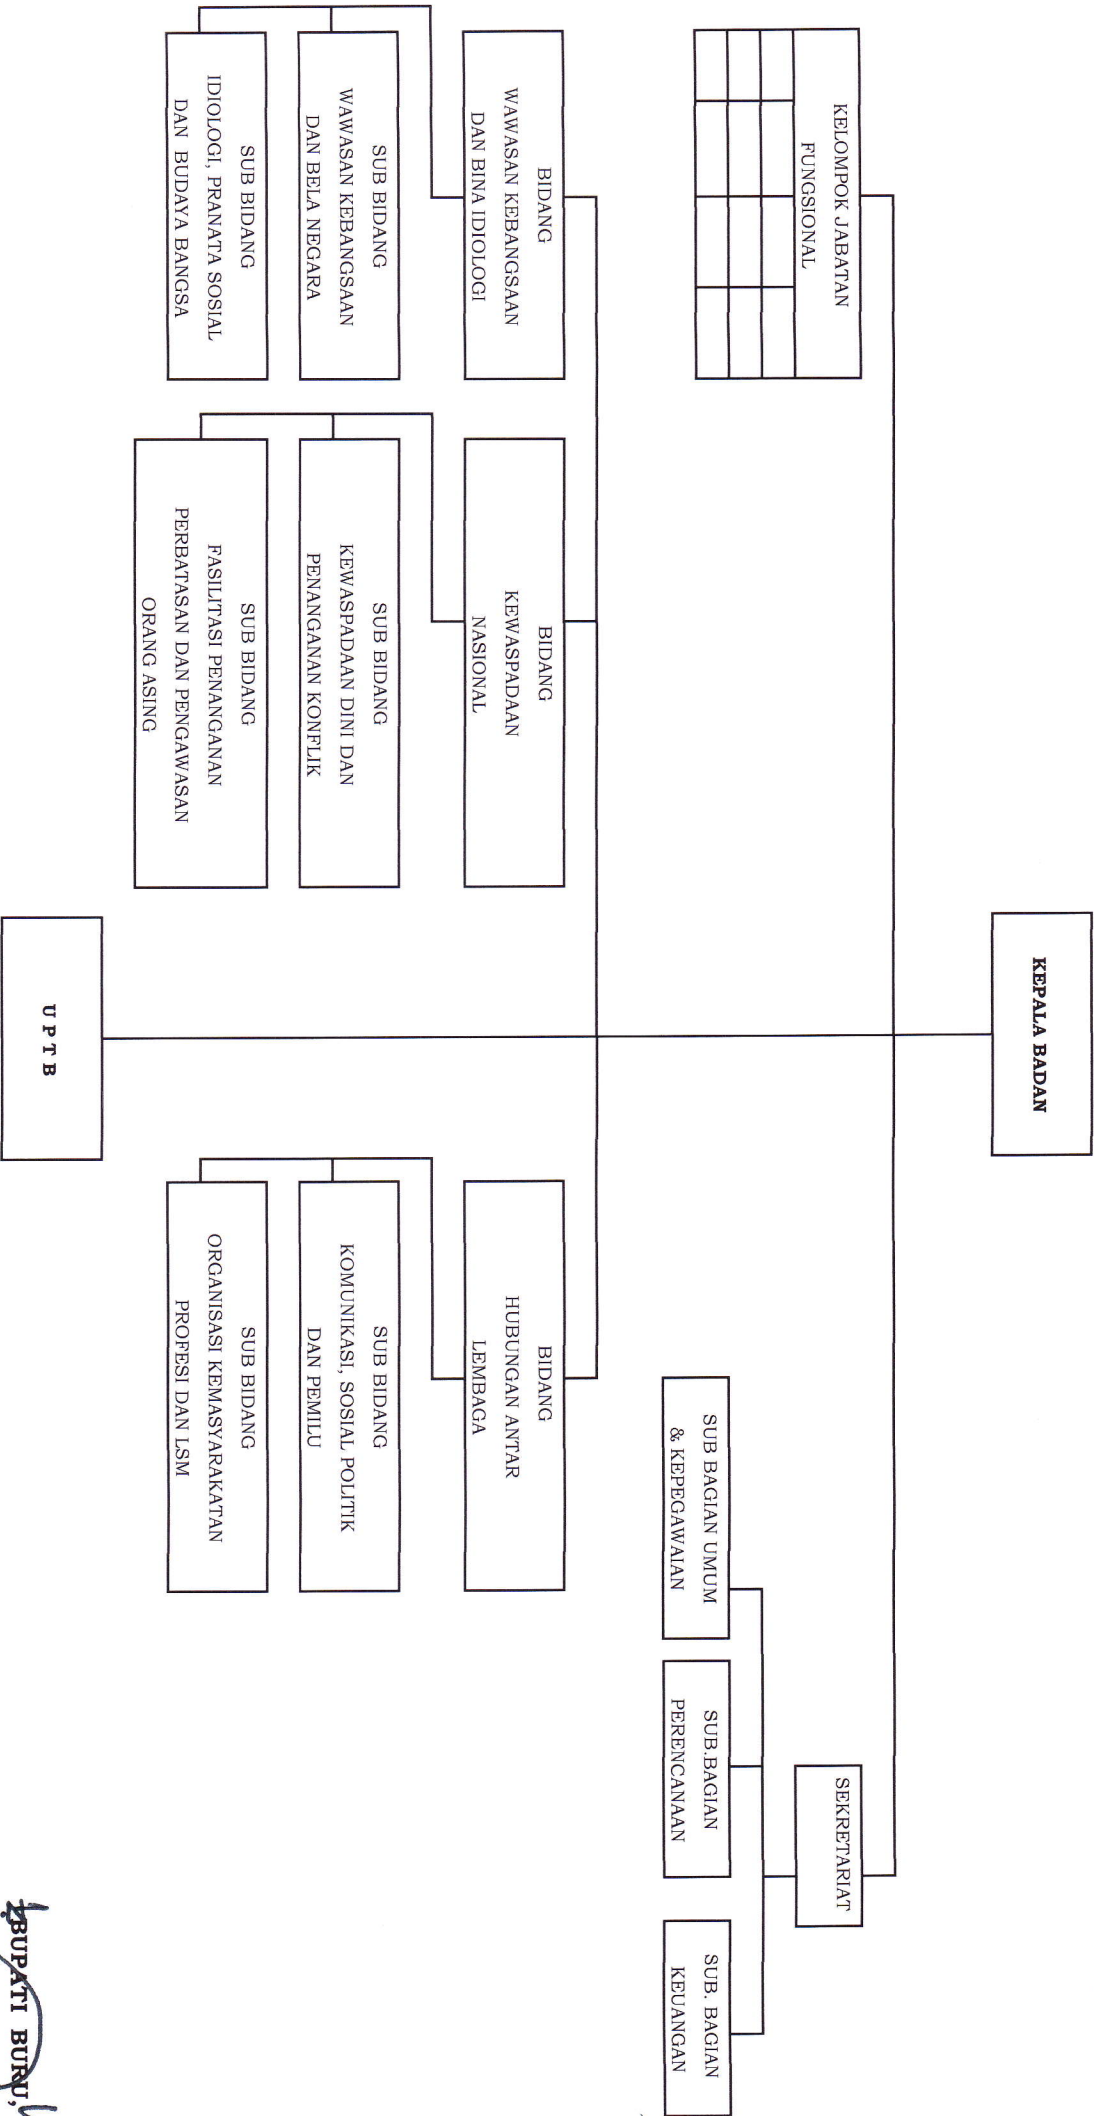 KEPALA BADAN
KELOMPOK JABATAN
FUNGSIONAL
SEKRETARIAT
SUB BAGIAN UMUM
& KEPEGAWAIAN
SUB.BAGIAN
PERENCANAAN
SUB. BAGIAN
KEUANGAN
BIDANG
WAWASAN KEBANGSAAN
DAN BINA IDIOLOGI
BIDANG
KEWASPADAAN
NASIONAL
BIDANG
HUBUNGAN ANTAR
LEMBAGA
SUB BIDANG
WAWASAN KEBANGSAAN
DAN BELA NEGARA
SUB BIDANG
KEWASPADAAN DINI DAN
PENANGANAN KONFLIK
SUB BIDANG
KOMUNIKASI, SOSIAL POLITIK
DAN PEMILU
SUB BIDANG
IDIOLOGI, PRANATA SOSIAL
DAN BUDAYA BANGSA
SUB BIDANG
FASILITASI PENANGANAN
PERBATASAN DAN PENGAWASAN
ORANG ASING
SUB BIDANG
ORGANISASI KEMASYARAKATAN
PROFESI DAN LSM
U P T B
BUPATI BURU,